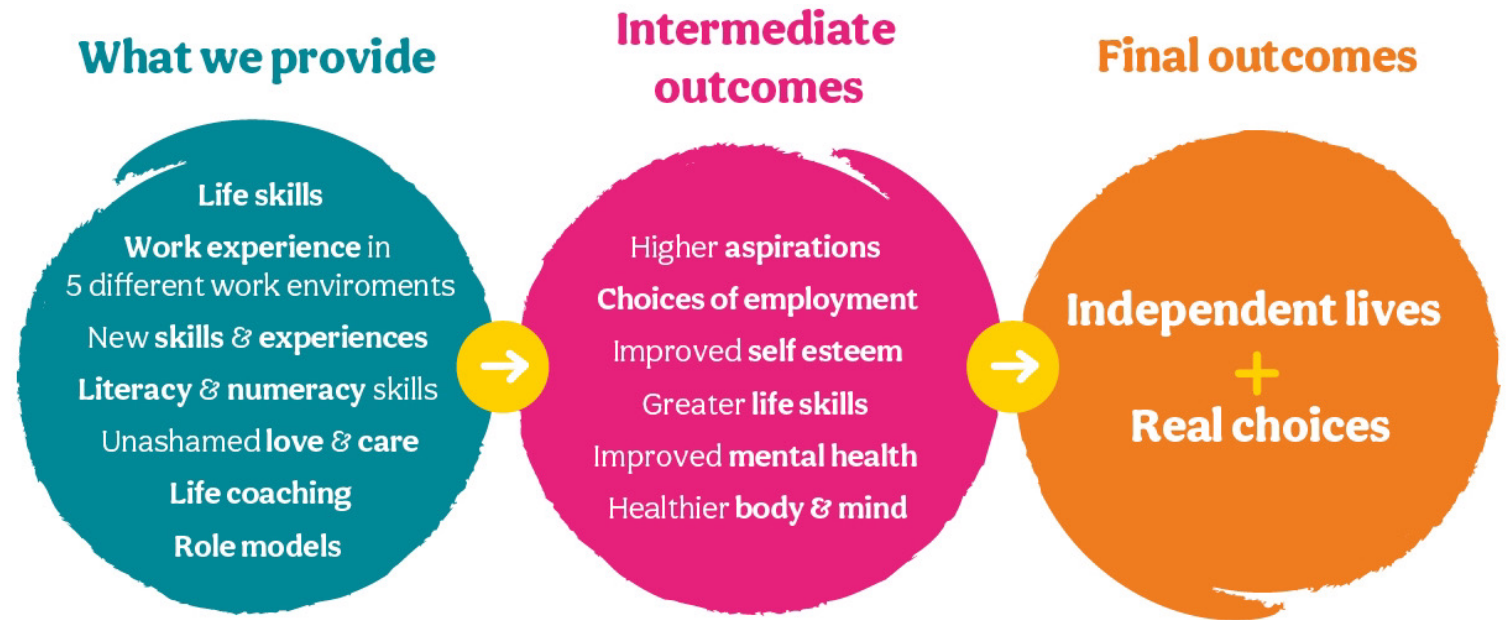 What we provide
Life skills
Work experience in
5 different work enviroments
New skills & experiences
Literacy & numeracy skills
Unashamed love & care
Life coaching
Role models
Intermediate
outcomes
Higher aspirations
Choices of employment
Improved self esteem
Greater life skills
Improved mental health
Healthier body & mind
Final outcomes
Independent lives
+
Real choices